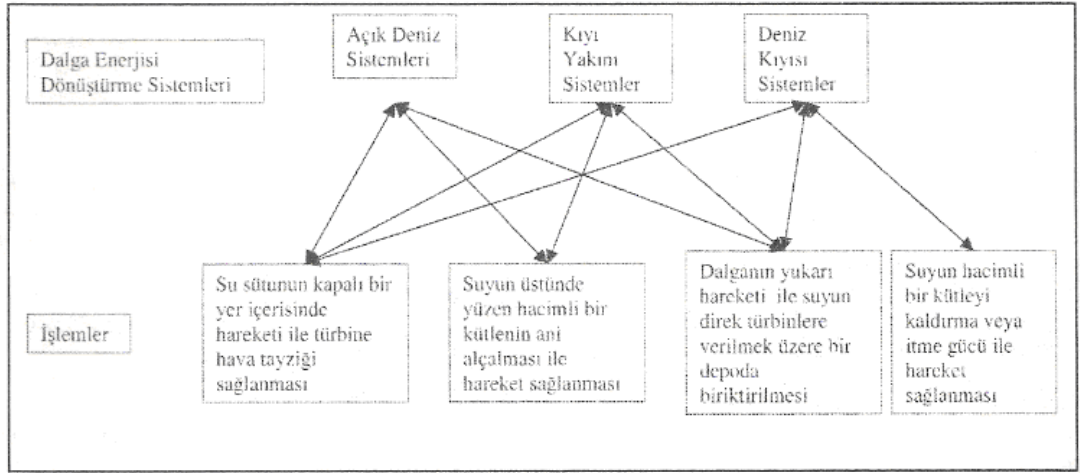 Dalga Enerjisi
Dönüştürme Sistemleri
Açık Deniz
Sistemleri
Kıyı
Yakını
Sistemler
Deniz
Kıyısı
Sistemler
İşlemler
Su sütunun kapalı bir
yer içerisinde
hareketi ile türbine
hava tayziği
sağlanması
Suyun üstünde
yüzen hacimli bir
kütlenin ani
alçalması ile
hareket sağlanması
Dalganın yukarı
hareketi ile suyun
direk türbinlere
verilmek üzere bir
depoda
biriktirilmesi
Suyun hacimli
bir kütleyi
kaldırma veya
itme gücü ile
hareket
sağlanması